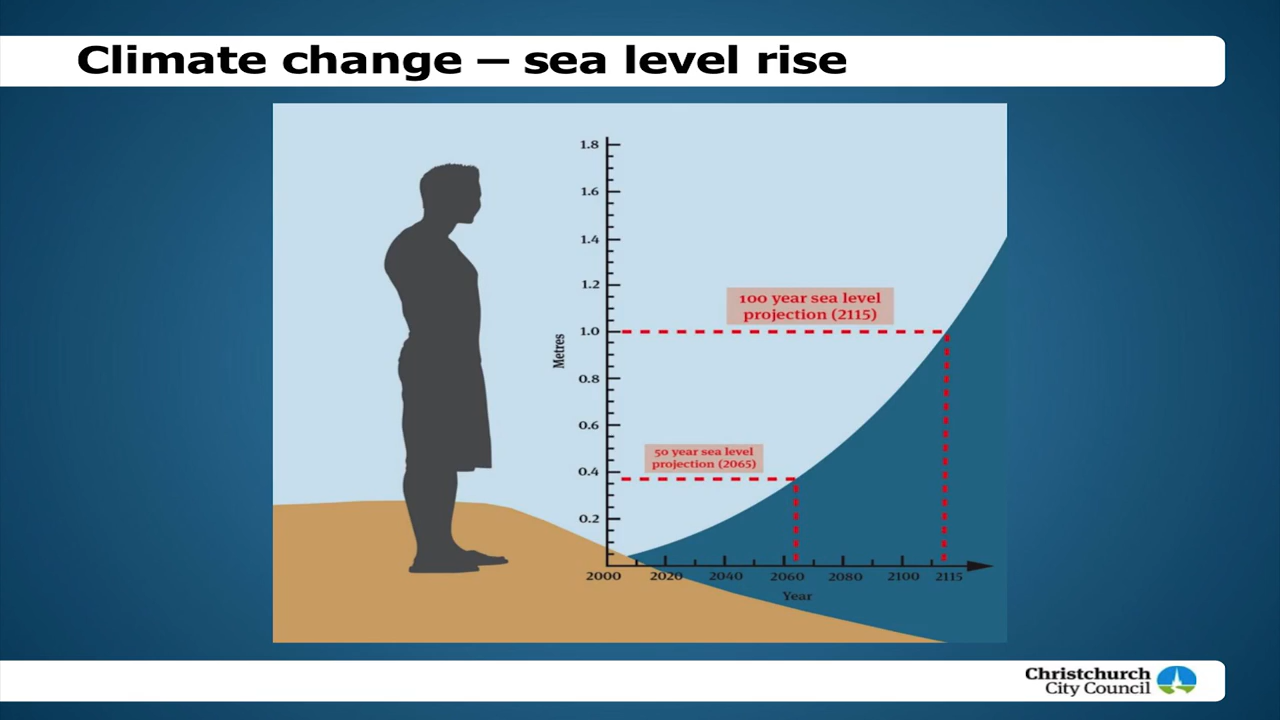 Climate change – sea level rise
1.8
1.6
1.4
1.2
100 year sea level
projection (2115)
1.0
Metres
0.8
0.6
50 year sea level
projection (2065)
0.4
0.2
2000 2020 2040 2060 2080 2100 2115
Year
Christchurch
City Council